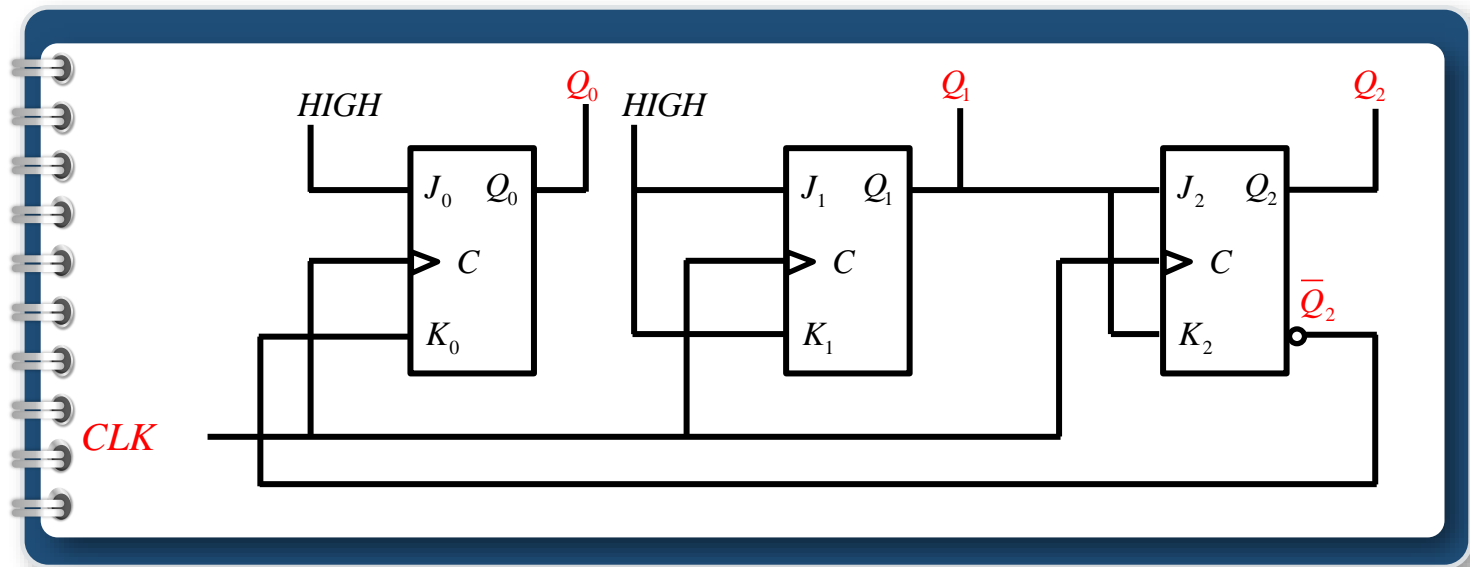 HIGH Q₀ HIGH Q₁ Q₂
J₀ Q₀ J₁ Q₁ J₂ Q₂
C C C
Q̅₂
K₀ K₁ K₂
CLK